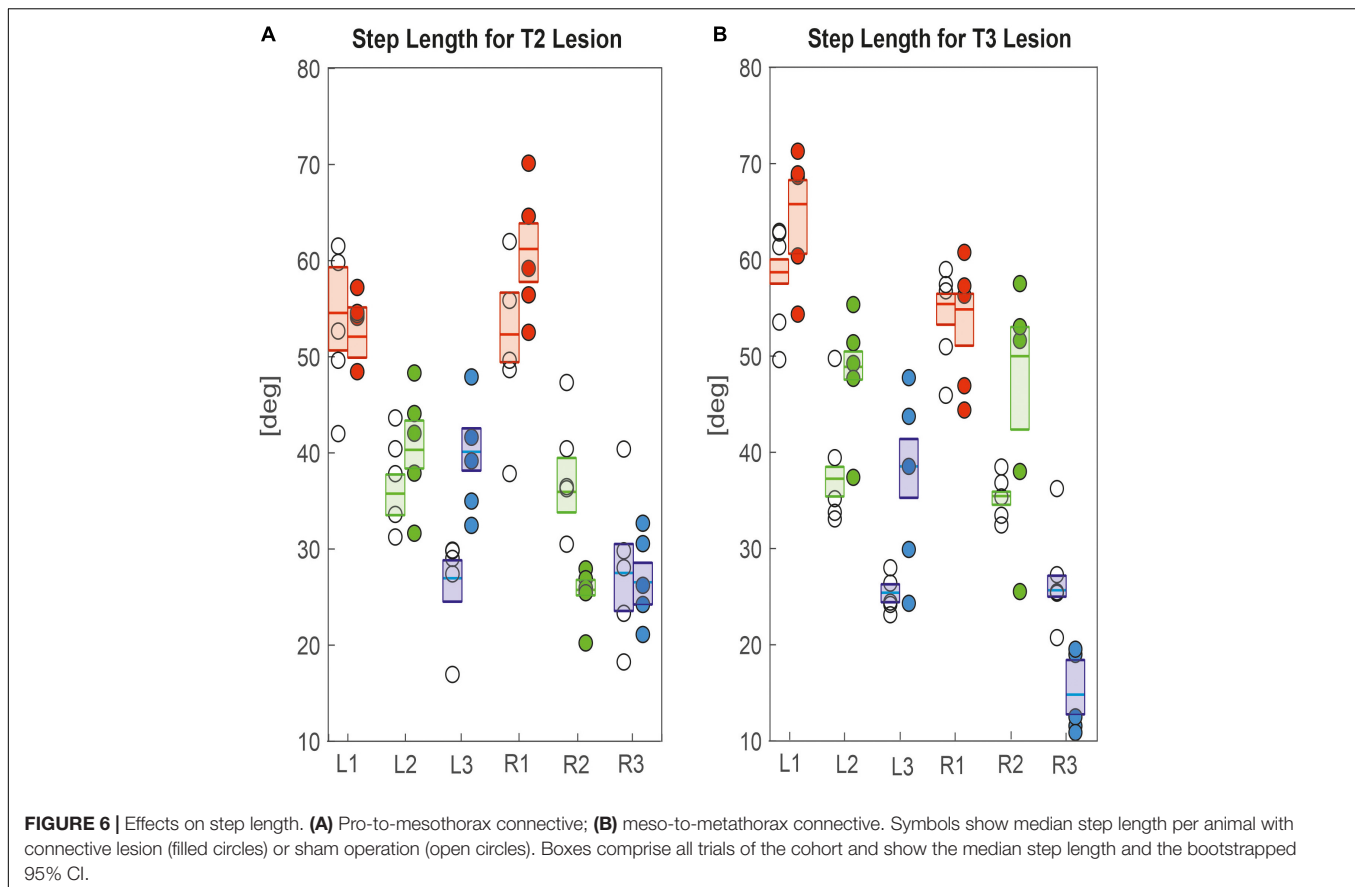 A Step Length for T2 Lesion
80
70
60
50
40
30
20
10
[deg]
L1 L2 L3 R1 R2 R3
B Step Length for T3 Lesion
80
70
60
50
40
30
20
10
[deg]
L1 L2 L3 R1 R2 R3
FIGURE 6 | Effects on step length. (A) Pro-to-mesothorax connective; (B) meso-to-metathorax connective. Symbols show median step length per animal with
connective lesion (filled circles) or sham operation (open circles). Boxes comprise all trials of the cohort and show the median step length and the bootstrapped
95% CI.